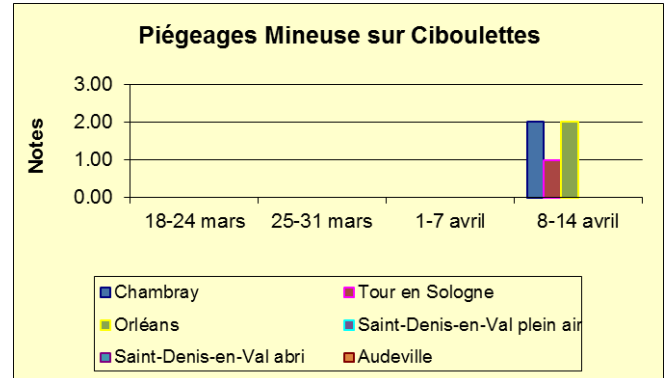 Piégeages Mineuse sur Ciboulettes
Notes
3.00
2.00
1.00
0.00
18-24 mars 25-31 mars 1-7 avril 8-14 avril
Chambray Tour en Sologne
Orléans Saint-Denis-en-Val plein air
Saint-Denis-en-Val abri Audeville